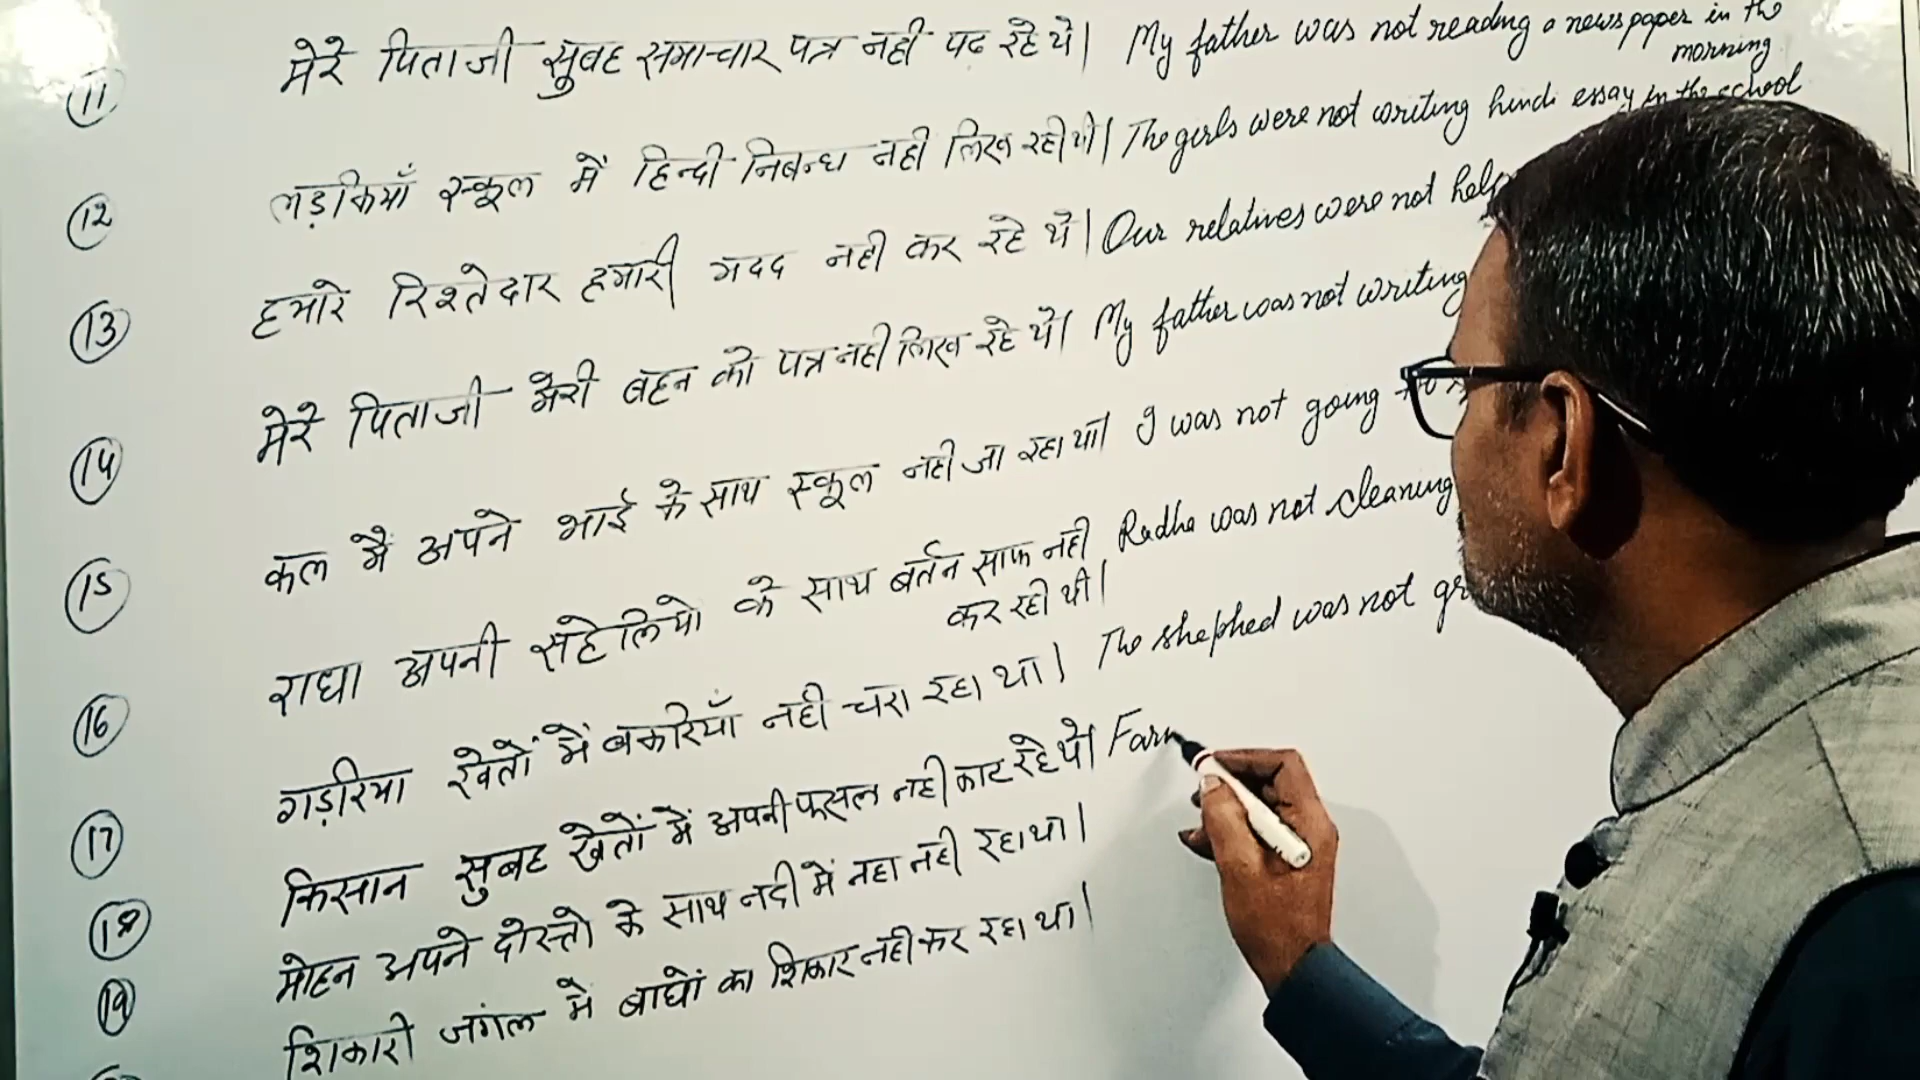 (11) मेरे पिताजी सुबह समाचार पत्र नही पढ रहे थे। My father was not reading a newspaper in the
morning
(12) लड़कियाँ स्कूल में हिन्दी निबन्ध नही लिख रही थी। The girls were not writing hindi essay in the school
(13) हमारे रिश्तेदार हमारी मदद नही कर रहे थे। Our relatives were not help
(14) मेरे पिताजी मेरी बहन को पत्र नही लिख रहे थे। My father was not writing
(15) कल मैं अपने भाई के साथ स्कूल नही जा रहा था। I was not going
(16) राधा अपनी सहेलियो के साथ बर्तन साफ नही Radha was not cleaning
कर रही थी।
(17) गड़रिया खेतों में बकरियाँ नही चरा रहा था। The shephed was not gr
(18) किसान सुबह खेतों में अपनी फसल नही काट रहे थे। Farm
(19) मोहन अपने दोस्तो के साथ नदी में नहा नही रहा था।
शिकारी जंगल मे बाघों का शिकार नही कर रहा था।